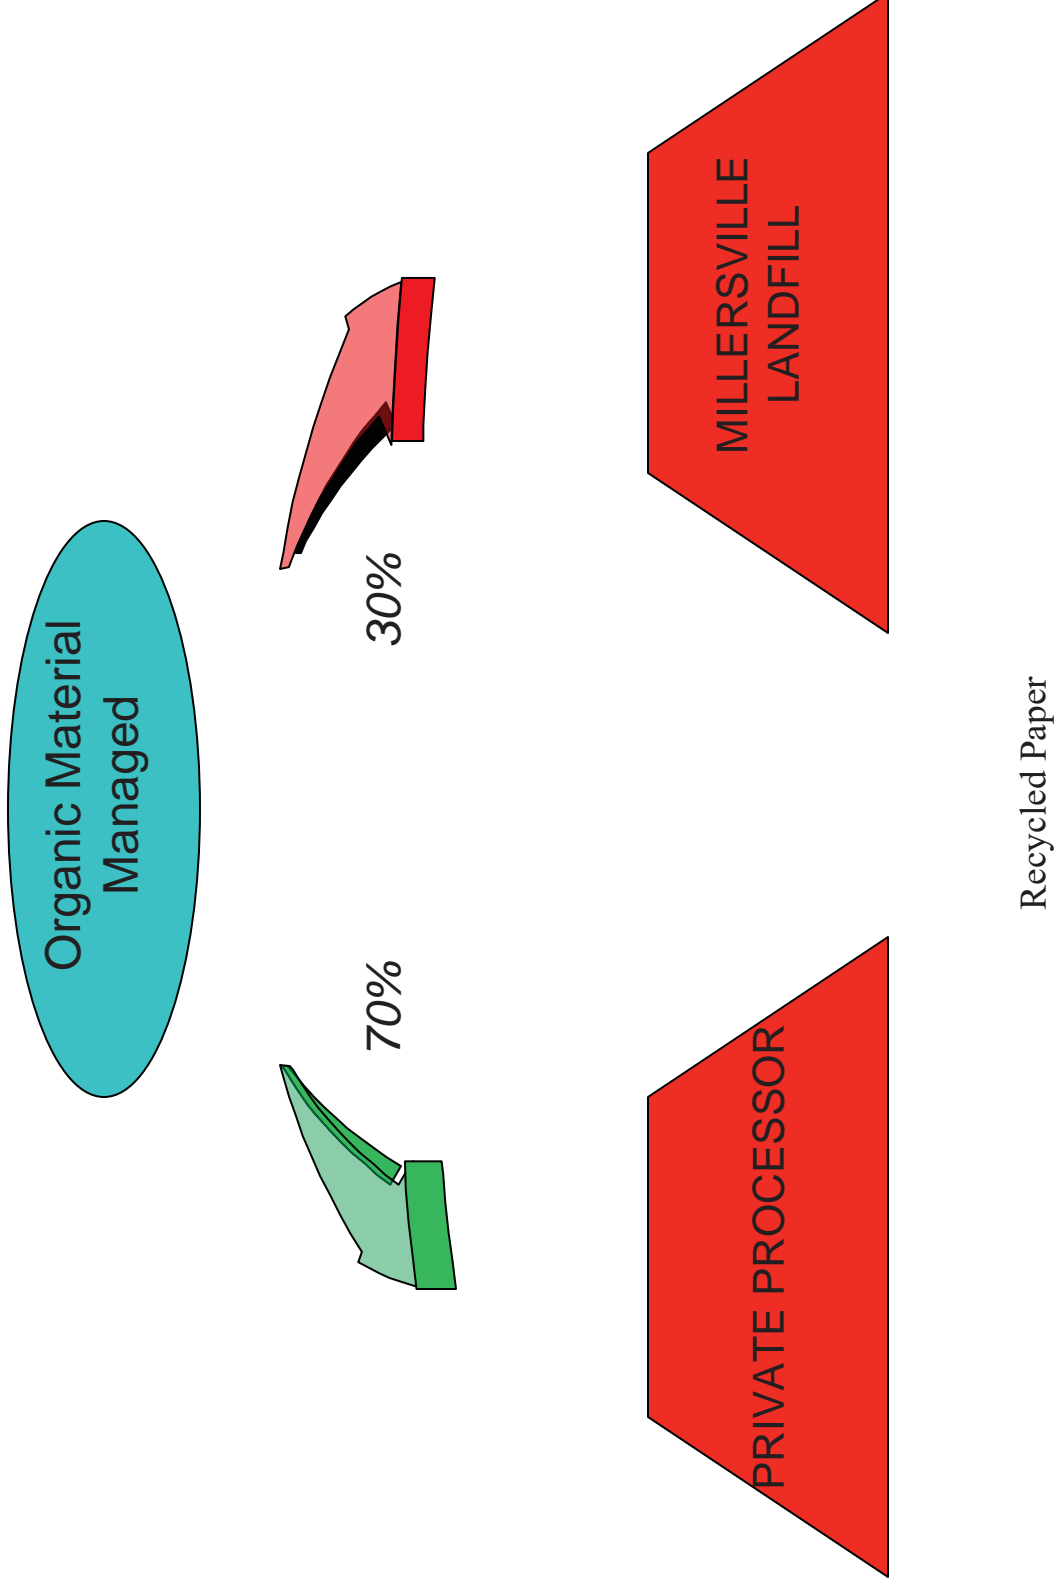 Organic Material
Managed
70%
30%
PRIVATE PROCESSOR
MILLERSVILLE
LANDFILL
Recycled Paper